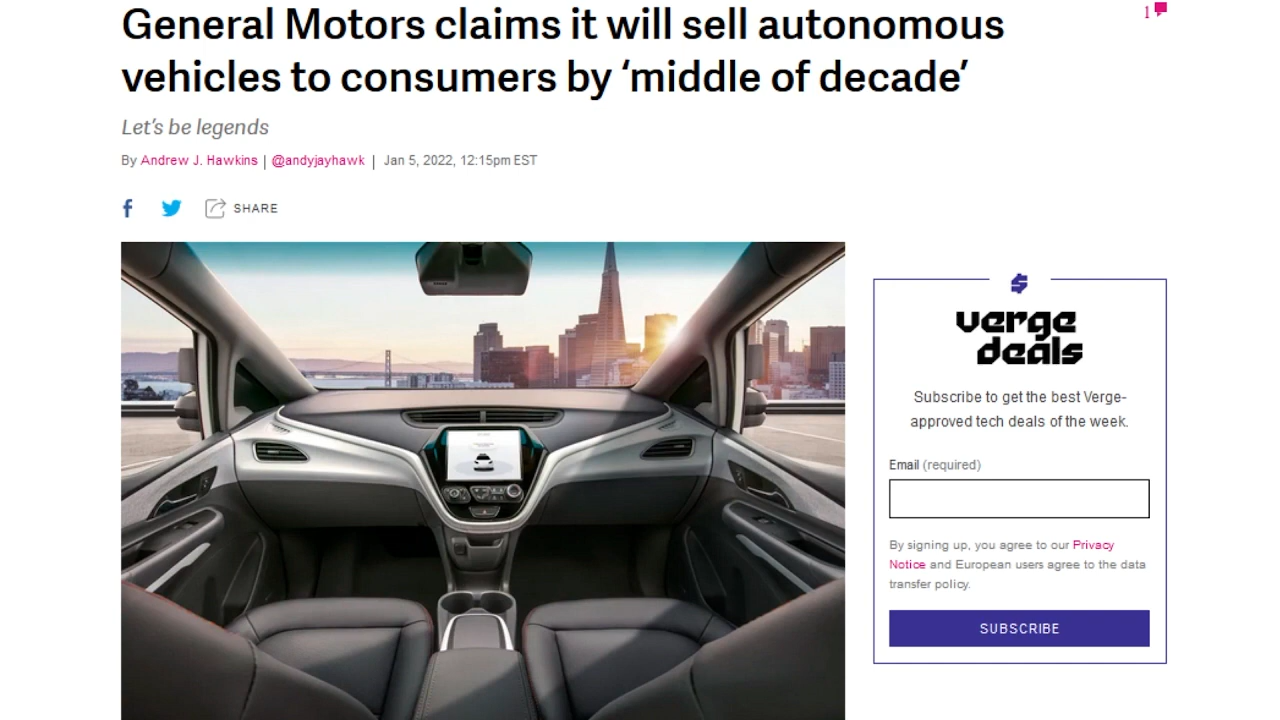 General Motors claims it will sell autonomous
vehicles to consumers by ‘middle of decade’
1
Let’s be legends
By Andrew J. Hawkins | @andyjayhawk | Jan 5, 2022, 12:15pm EST
SHARE
verge
deals
Subscribe to get the best Verge-
approved tech deals of the week.
Email (required)
By signing up, you agree to our Privacy
Notice and European users agree to the data
transfer policy.
SUBSCRIBE